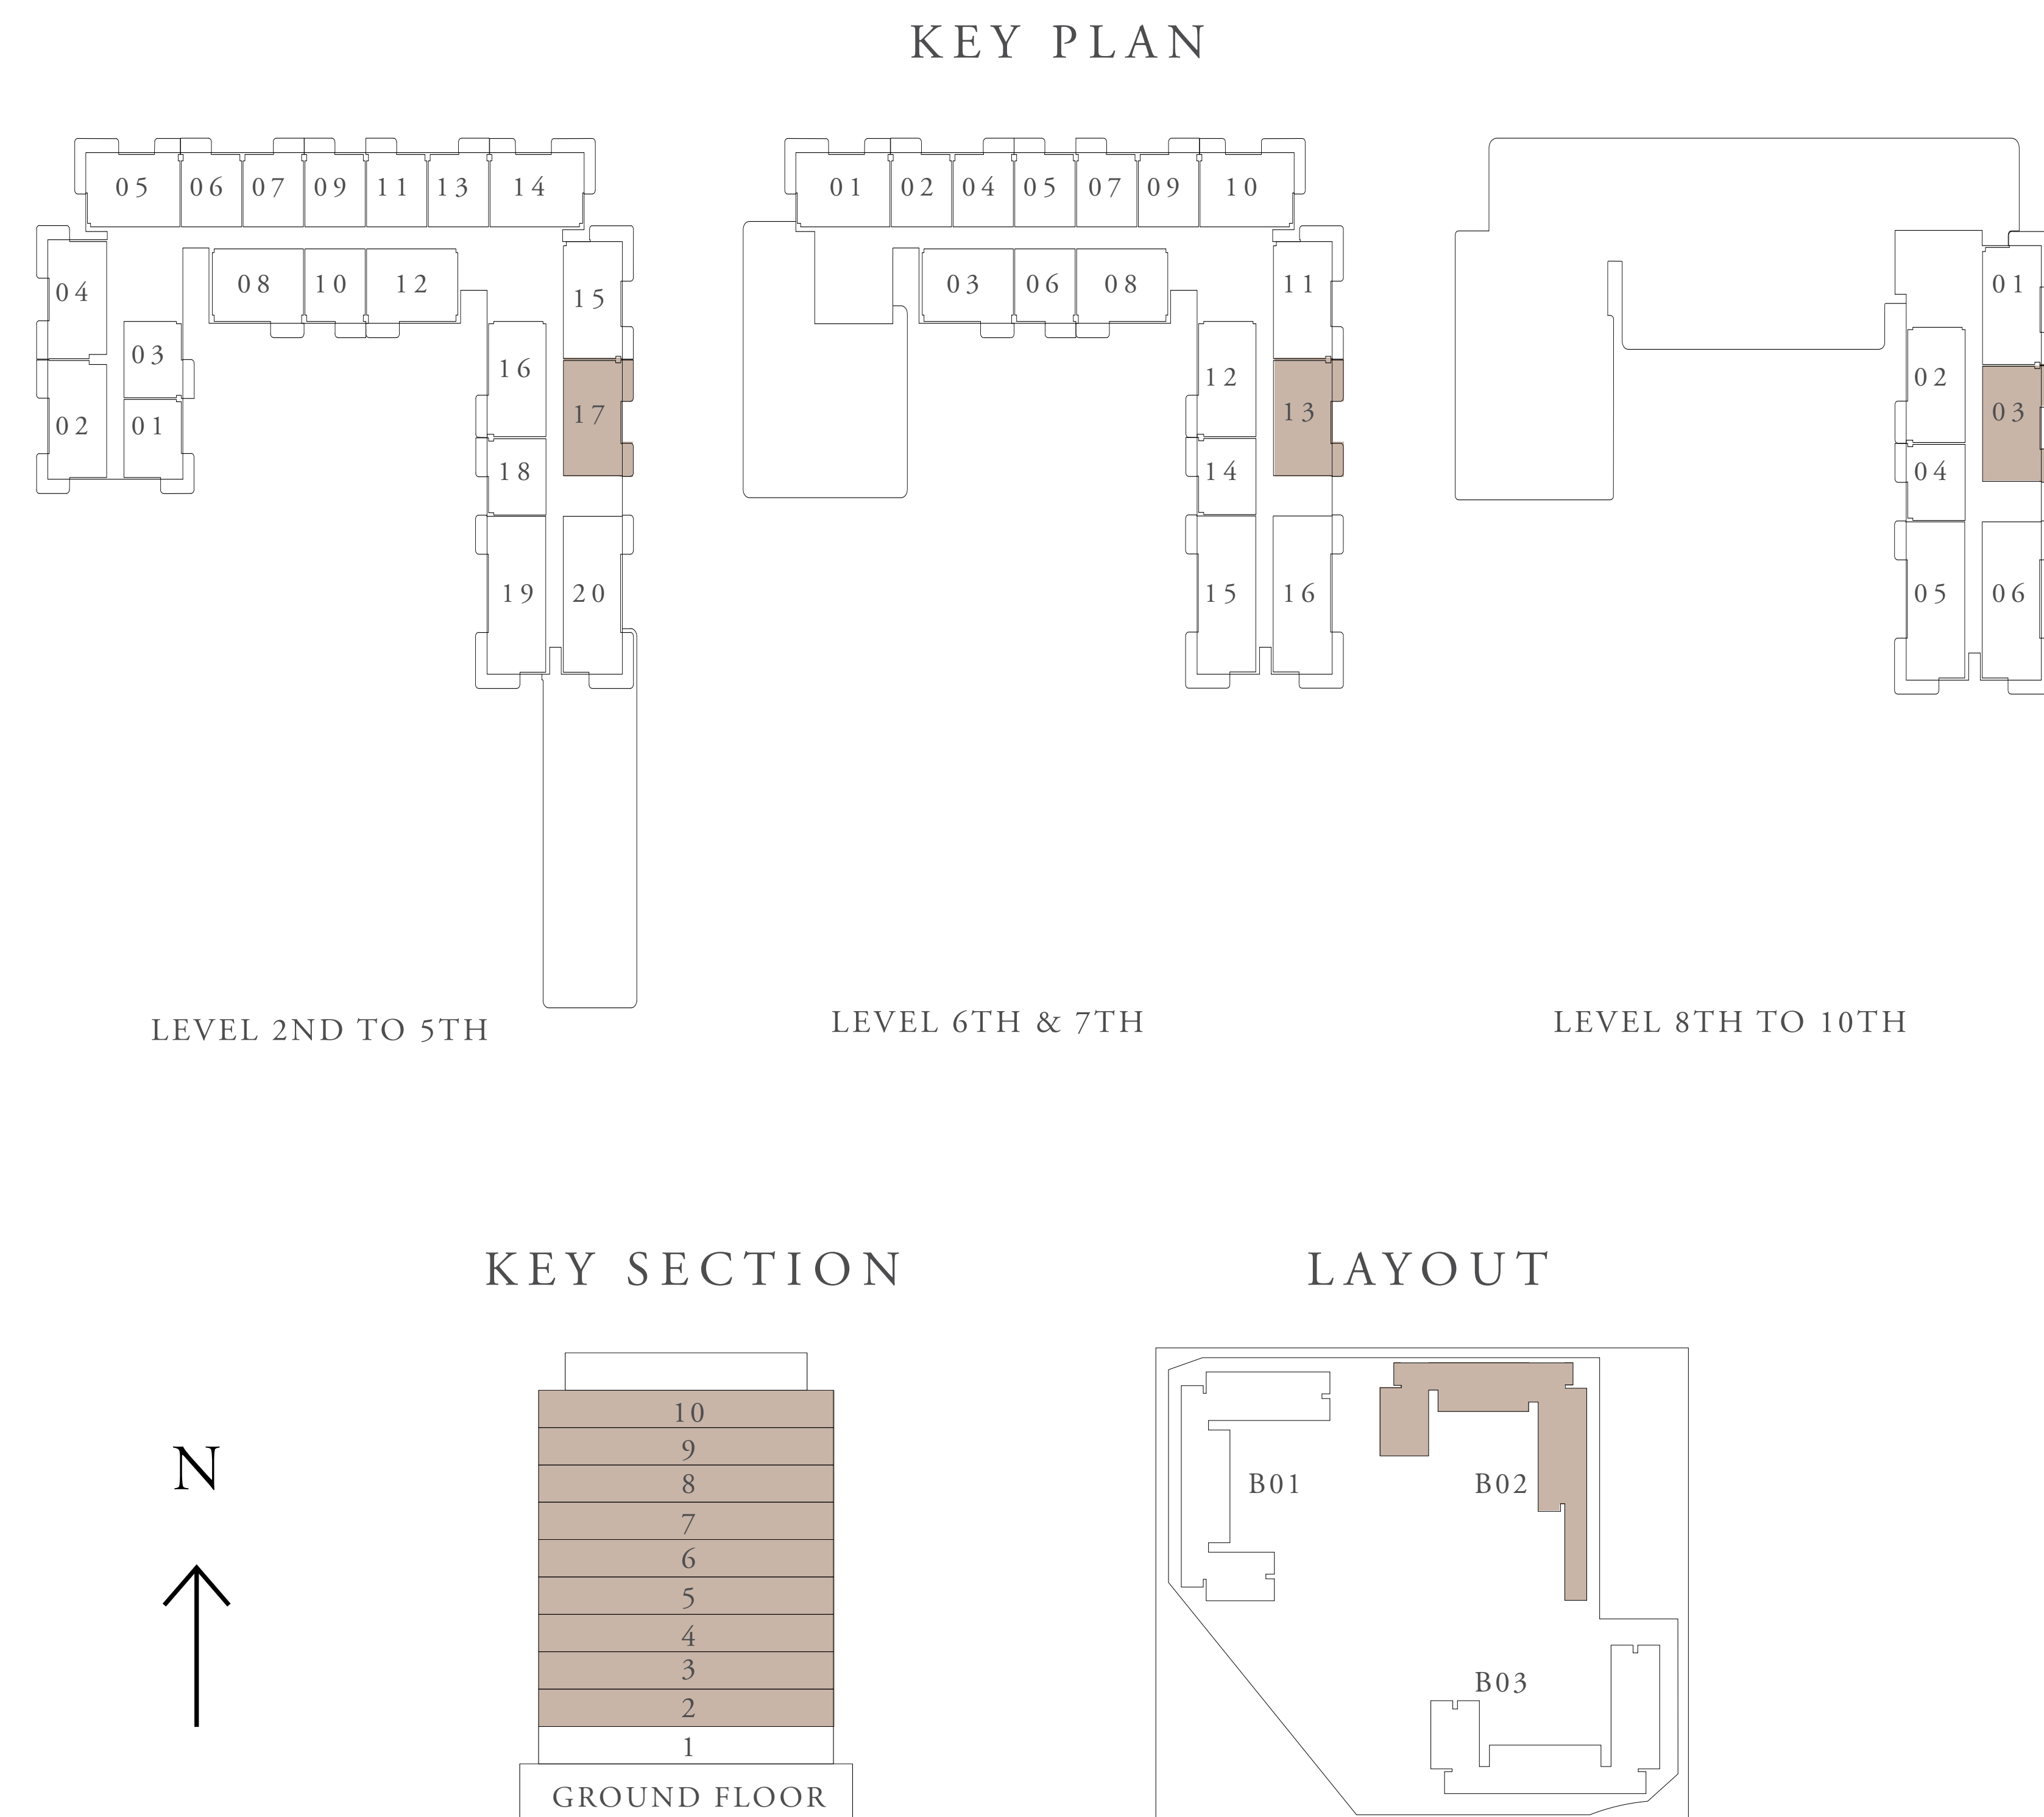 KEY PLAN
05 06 07 09 11 13 14
04 08 10 12 15
03 16
02 01 17
18
19 20
LEVEL 2ND TO 5TH
01 02 04 05 07 09 10
03 06 08 11
12 13
14
15 16
LEVEL 6TH & 7TH
01
02 03
04
05 06
LEVEL 8TH TO 10TH
KEY SECTION
N
10
9
8
7
6
5
4
3
2
1
GROUND FLOOR
LAYOUT
B01 B02
B03